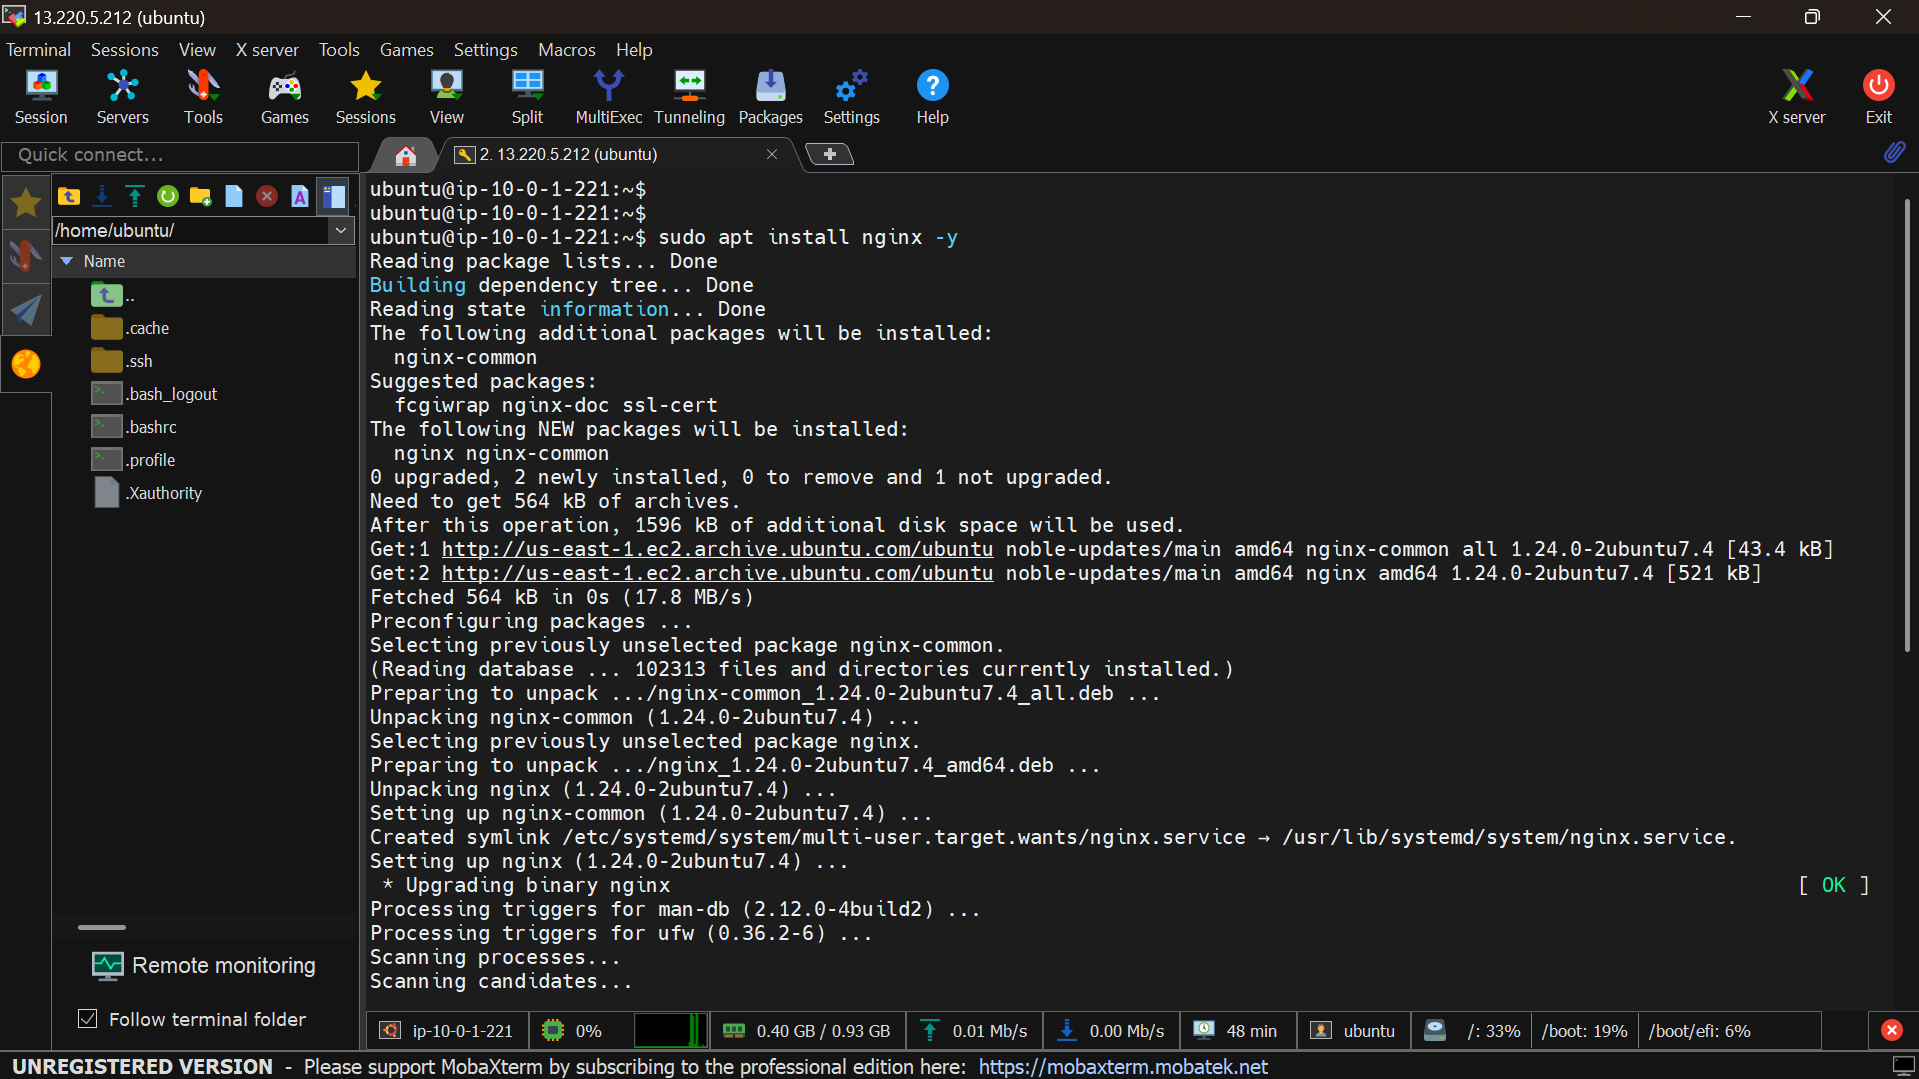 13.220.5.212 (ubuntu)
Terminal Sessions View X server Tools Games Settings Macros Help
Session Servers Tools Games Sessions View Split MultiExec Tunneling Packages Settings Help X server Exit
Quick connect...
2. 13.220.5.212 (ubuntu)
/home/ubuntu/
Name
..
.cache
.ssh
.bash_logout
.bashrc
.profile
.Xauthority
Remote monitoring
Follow terminal folder
ubuntu@ip-10-0-1-221:~$
ubuntu@ip-10-0-1-221:~$
ubuntu@ip-10-0-1-221:~$ sudo apt install nginx -y
Reading package lists... Done
Building dependency tree... Done
Reading state information... Done
The following additional packages will be installed:
nginx-common
Suggested packages:
fcgiwrap nginx-doc ssl-cert
The following NEW packages will be installed:
nginx nginx-common
0 upgraded, 2 newly installed, 0 to remove and 1 not upgraded.
Need to get 564 kB of archives.
After this operation, 1596 kB of additional disk space will be used.
Get:1 http://us-east-1.ec2.archive.ubuntu.com/ubuntu noble-updates/main amd64 nginx-common all 1.24.0-2ubuntu7.4 [43.4 kB]
Get:2 http://us-east-1.ec2.archive.ubuntu.com/ubuntu noble-updates/main amd64 nginx amd64 1.24.0-2ubuntu7.4 [521 kB]
Fetched 564 kB in 0s (17.8 MB/s)
Preconfiguring packages ...
Selecting previously unselected package nginx-common.
(Reading database ... 102313 files and directories currently installed.)
Preparing to unpack .../nginx-common_1.24.0-2ubuntu7.4_all.deb ...
Unpacking nginx-common (1.24.0-2ubuntu7.4) ...
Selecting previously unselected package nginx.
Preparing to unpack .../nginx_1.24.0-2ubuntu7.4_amd64.deb ...
Unpacking nginx (1.24.0-2ubuntu7.4) ...
Setting up nginx-common (1.24.0-2ubuntu7.4) ...
Created symlink /etc/systemd/system/multi-user.target.wants/nginx.service → /usr/lib/systemd/system/nginx.service.
Setting up nginx (1.24.0-2ubuntu7.4) ...
* Upgrading binary nginx [ OK ]
Processing triggers for man-db (2.12.0-4build2) ...
Processing triggers for ufw (0.36.2-6) ...
Scanning processes...
Scanning candidates...
ip-10-0-1-221 0% 0.40 GB / 0.93 GB 0.01 Mb/s 0.00 Mb/s 48 min ubuntu /: 33% /boot: 19% /boot/efi: 6%
UNREGISTERED VERSION - Please support MobaXterm by subscribing to the professional edition here: https://mobaxterm.mobatek.net